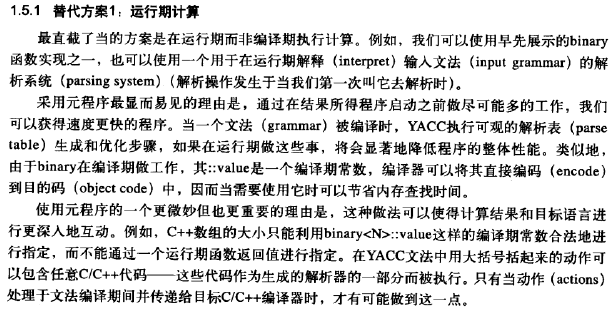 1.5.1 替代方案1：运行期计算
最直截了当的方案是在运行期而非编译期执行计算。例如，我们可以使用早先展示的binary
函数实现之一，也可以使用一个用于在运行期解释（interpret）输入文法（input grammar）的解
析系统（parsing system）（解析操作发生于当我们第一次叫它去解析时）。
采用元程序最显而易见的理由是，通过在结果所得程序启动之前做尽可能多的工作，我们
可以获得速度更快的程序。当一个文法（grammar）被编译时，YACC执行可观的解析表（parse
table）生成和优化步骤，如果在运行期做这些事，将会显著地降低程序的整体性能。类似地，
由于binary在编译期做工作，其::value是一个编译期常数，编译器可以将其直接编码（encode）
到目的码（object code）中，因而当需要使用它时可以节省内存查找时间。
使用元程序的一个更微妙但也更重要的理由是，这种做法可以使得计算结果和目标语言进
行更深入地互动。例如，C++数组的大小只能利用binary<N>::value这样的编译期常数合法地进
行指定，而不能通过一个运行期函数返回值进行指定。在YACC文法中用大括号括起来的动作可
以包含任意C/C++代码——这些代码作为生成的解析器的一部分而被执行。只有当动作（actions）
处理于文法编译期间并传递给目标C/C++编译器时，才有可能做到这一点。